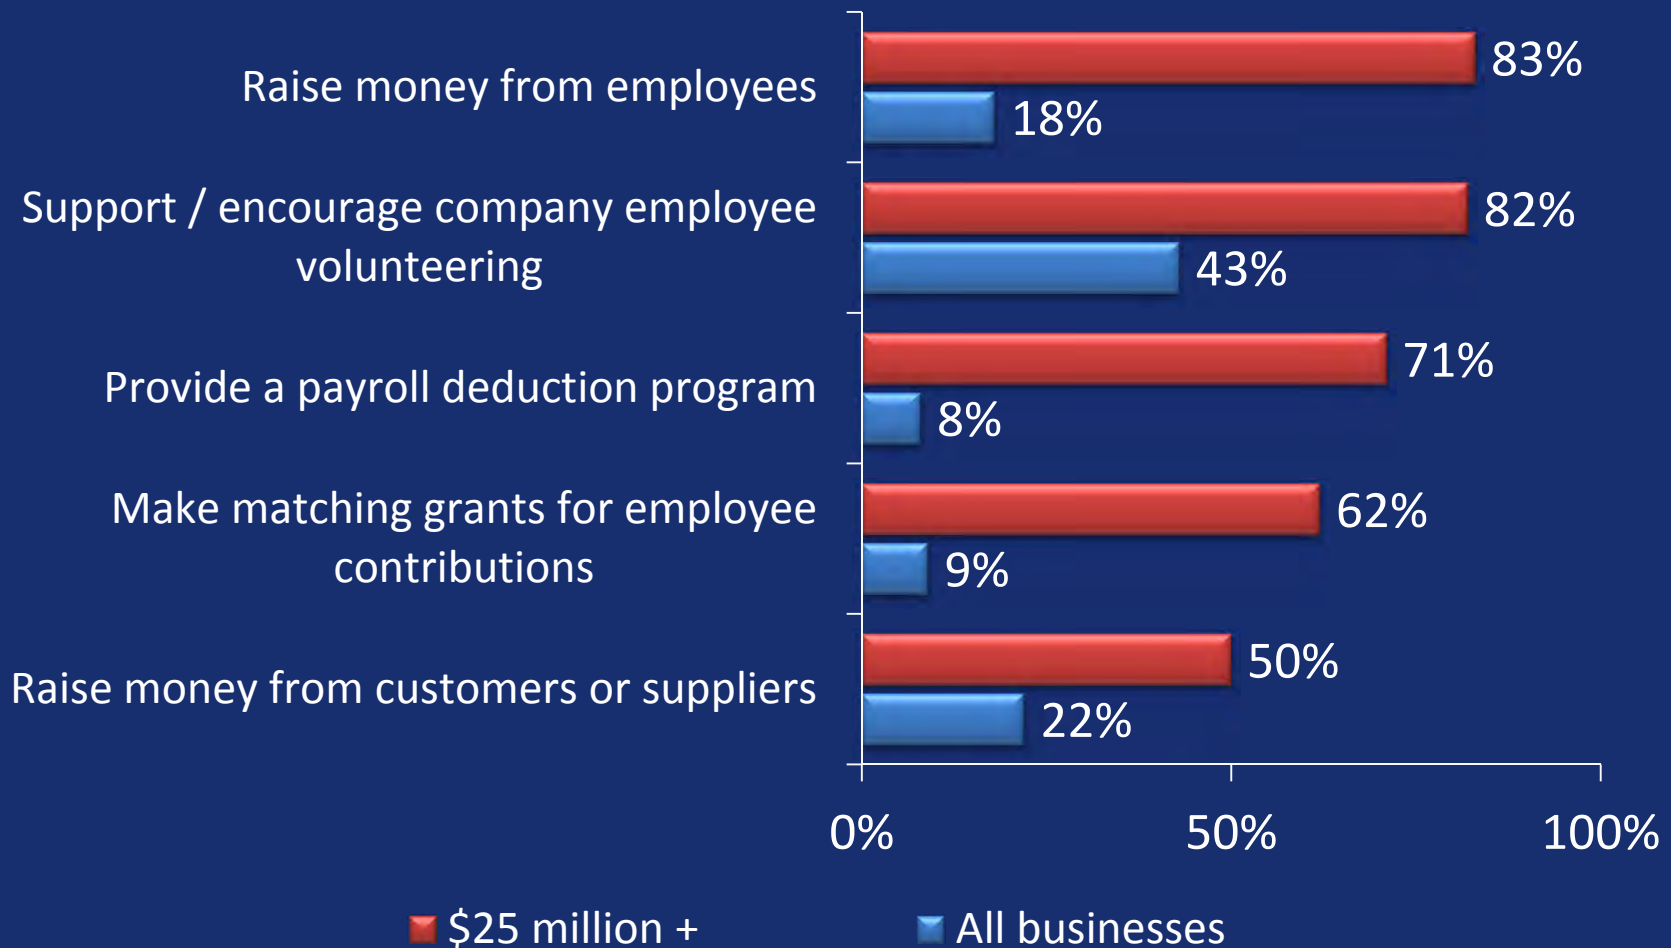 Raise money from employees
83%
18%
Support / encourage company employee
volunteering
82%
43%
Provide a payroll deduction program
71%
8%
Make matching grants for employee
contributions
62%
9%
Raise money from customers or suppliers
50%
22%
0% 50% 100%
$25 million + All businesses